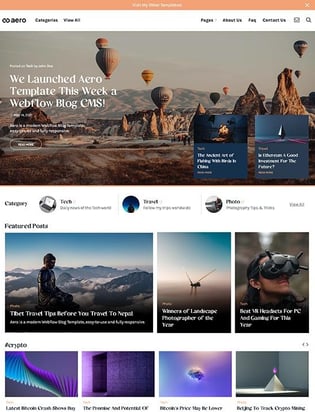 Visit My Other Templates
aero
Categories
View All
Pages
About Us
Faq
Contact Us
Posted on Tech by John Doe
We Launched Aero
Template This Week a
Webflow Blog CMS!
Aero is a modern Webflow Blog Template,
easy-to-use and fully responsive
READ MORE
Tech
The Ancient Art of
Flying With Birds in
China
READ MORE
Travel
Is Ethereum A Good
Investment For The
Future?
READ MORE
Category
Tech
Daily news of the tech world
Travel
Follow my trips worldwide
Photo
Photography Tips & Tricks
View All
Featured Posts
Photo
Tibet Travel Tips Before You Travel To Nepal
Aero is a modern Webflow Blog Template, easy-to-use and fully responsive
Photo
Winners of Landscape
Photographer of the
Year
Tech
Best VR Headsets For PC
And Gaming For This
Year
#crypto
Tech
Latest Bitcoin Crash Shows Buy
Tech
The Promise And Potential Of
Tech
Bitcoin's Price May Be Lower
Tech
Beijing To Track Crypto Mining